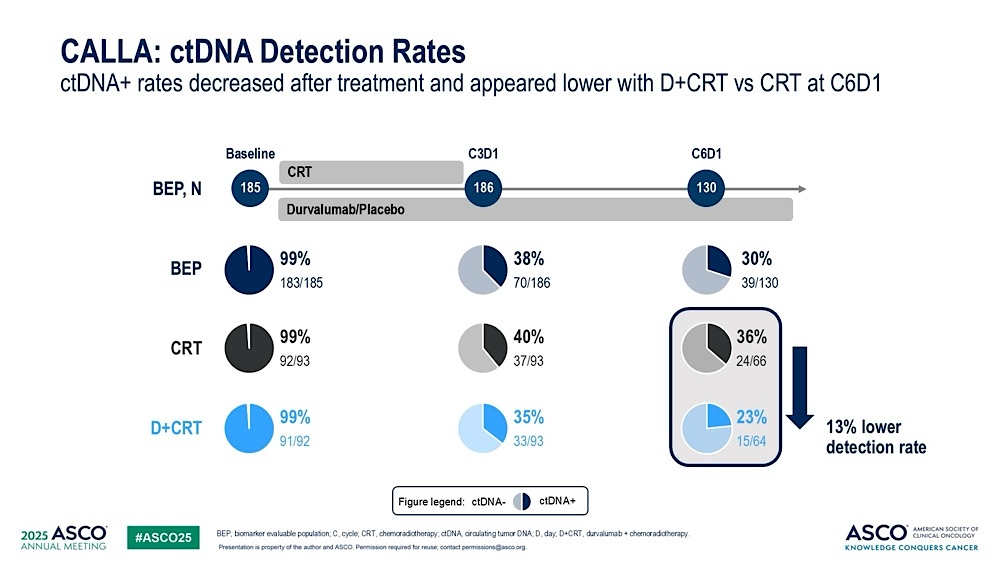 CALLA: ctDNA Detection Rates
ctDNA+ rates decreased after treatment and appeared lower with D+CRT vs CRT at C6D1
Baseline
C3D1
C6D1
CRT
BEP, N
185
186
130
Durvalumab/Placebo
BEP
99%
183/185
38%
70/186
30%
39/130
CRT
99%
92/93
40%
37/93
36%
24/66
D+CRT
99%
91/92
35%
33/93
23%
15/64
13% lower
detection rate
Figure legend: ctDNA- ctDNA+
2025 ASCO®
ANNUAL MEETING
#ASCO25
BEP, biomarker evaluable population; C, cycle; CRT, chemoradiotherapy; ctDNA, circulating tumor DNA; D, day; D+CRT, durvalumab + chemoradiotherapy.
Presentation is property of the author and ASCO. Permission required for reuse; contact permissions@asco.org.
ASCO®
AMERICAN SOCIETY OF
CLINICAL ONCOLOGY
KNOWLEDGE CONQUERS CANCER